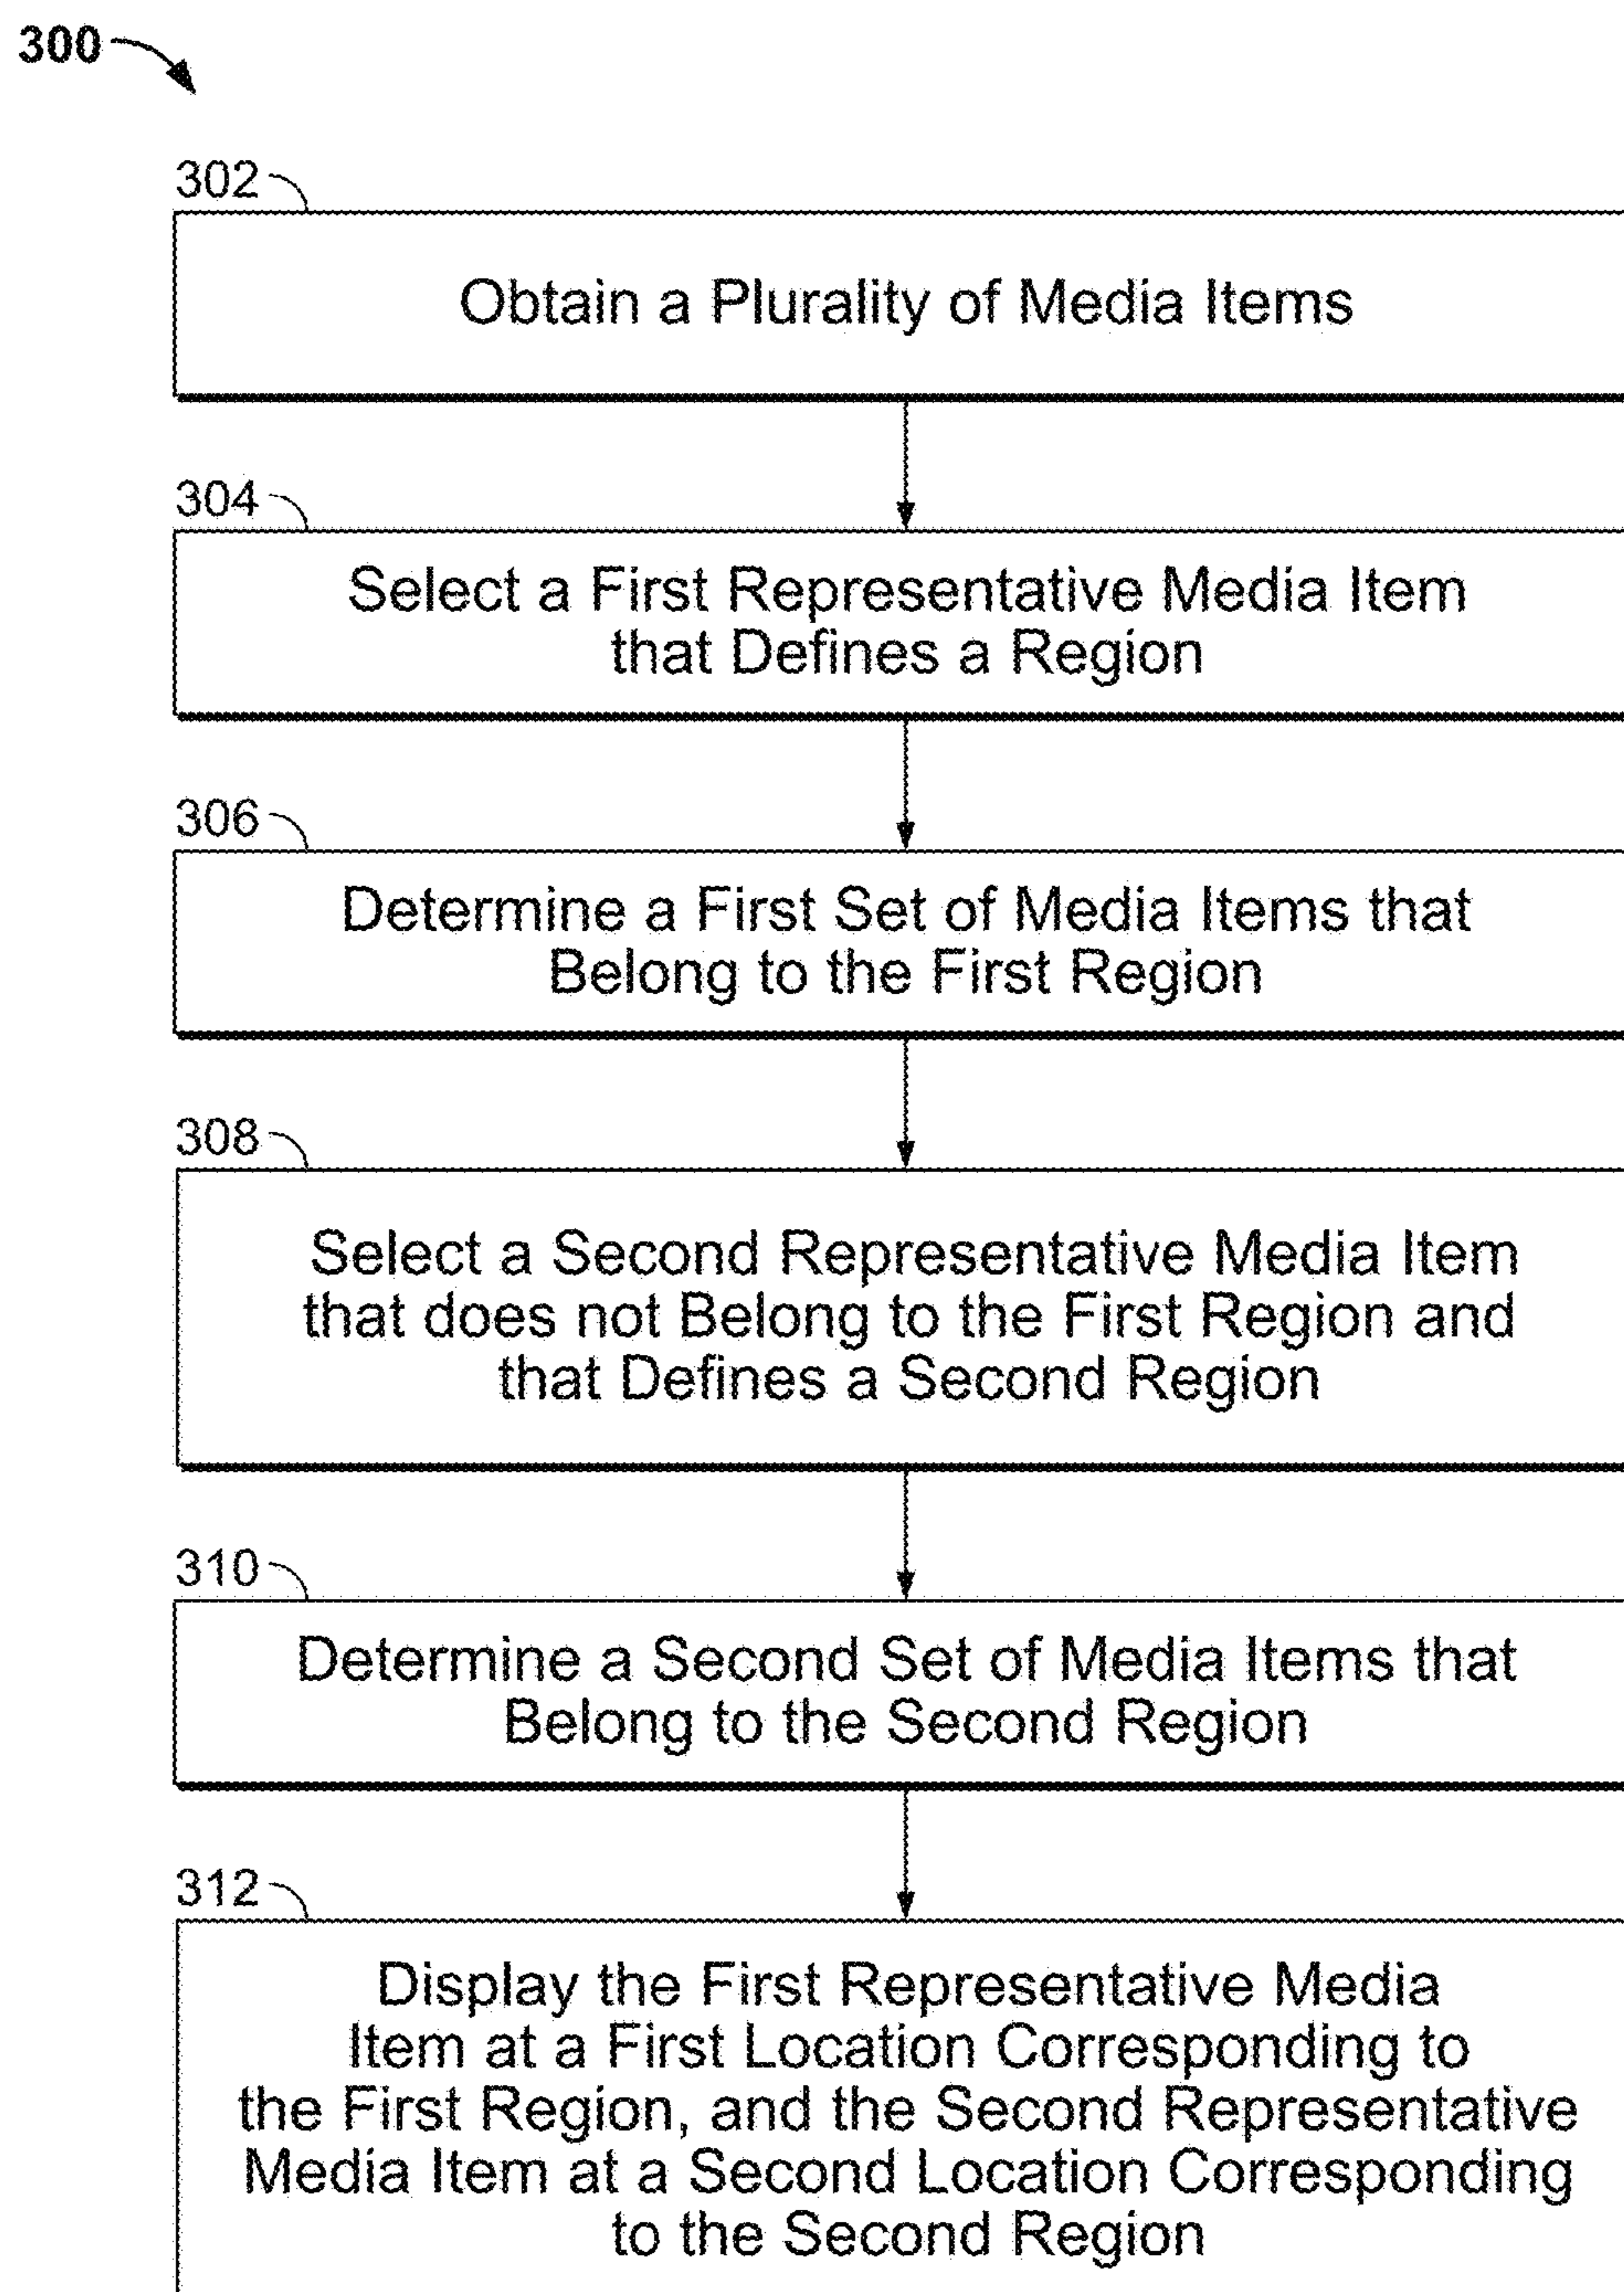 300
302
Obtain a Plurality of Media Items
304
Select a First Representative Media Item
that Defines a Region
306
Determine a First Set of Media Items that
Belong to the First Region
308
Select a Second Representative Media Item
that does not Belong to the First Region and
that Defines a Second Region
310
Determine a Second Set of Media Items that
Belong to the Second Region
312
Display the First Representative Media
Item at a First Location Corresponding to
the First Region, and the Second Representative
Media Item at a Second Location Corresponding
to the Second Region